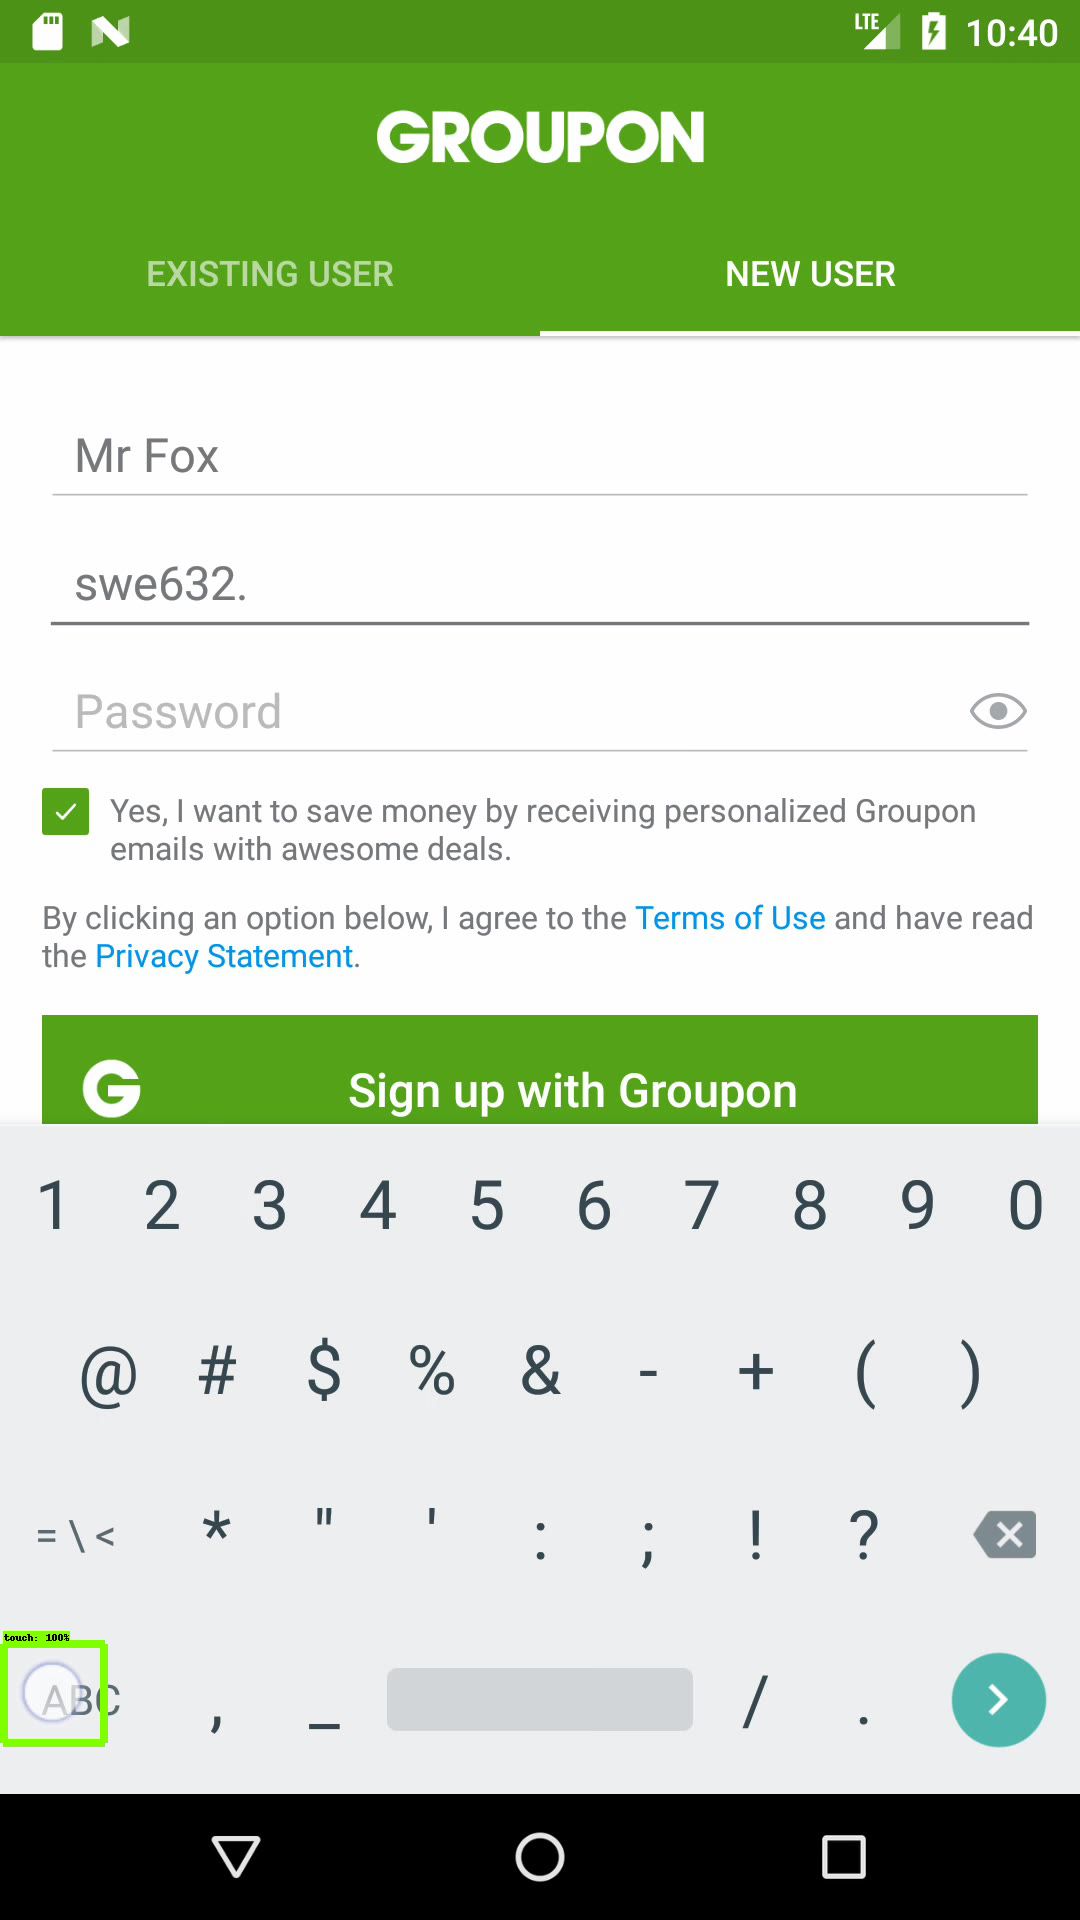 LTE 10:40
GROUPON
EXISTING USER NEW USER
Mr Fox
swe632.
Password
Yes, I want to save money by receiving personalized Groupon
emails with awesome deals.
By clicking an option below, I agree to the Terms of Use and have read
the Privacy Statement.
G Sign up with Groupon
1 2 3 4 5 6 7 8 9 0
@ # $ % & - + ( )
= \ < * " ' : ; ! ?
touch: 100%
ABC , _ / .